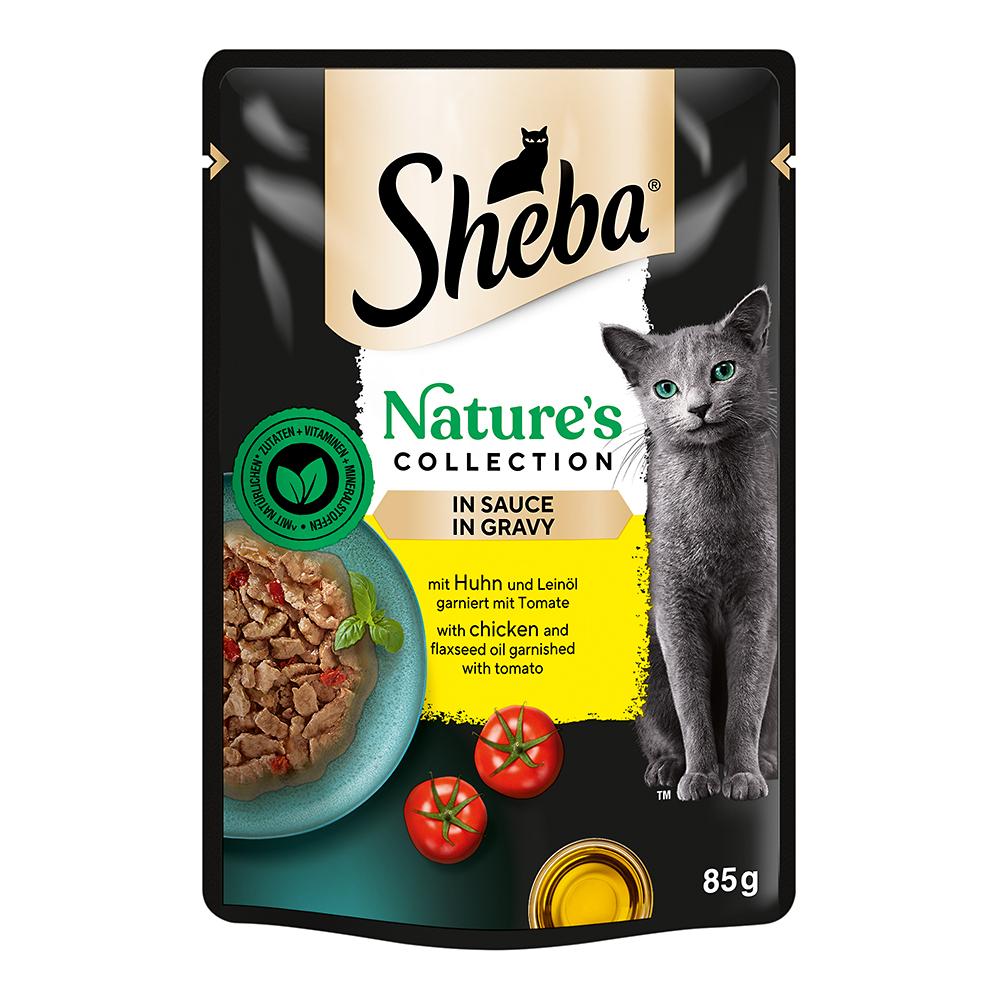 Sheba®
Nature's
COLLECTION
IN SAUCE
IN GRAVY
*MIT NATÜRLICHEN* ZUTATEN + VITAMINEN + MINERALSTOFFEN •
mit Huhn und Leinöl
garniert mit Tomate
with chicken and
flaxseed oil garnished
with tomato
TM
85g